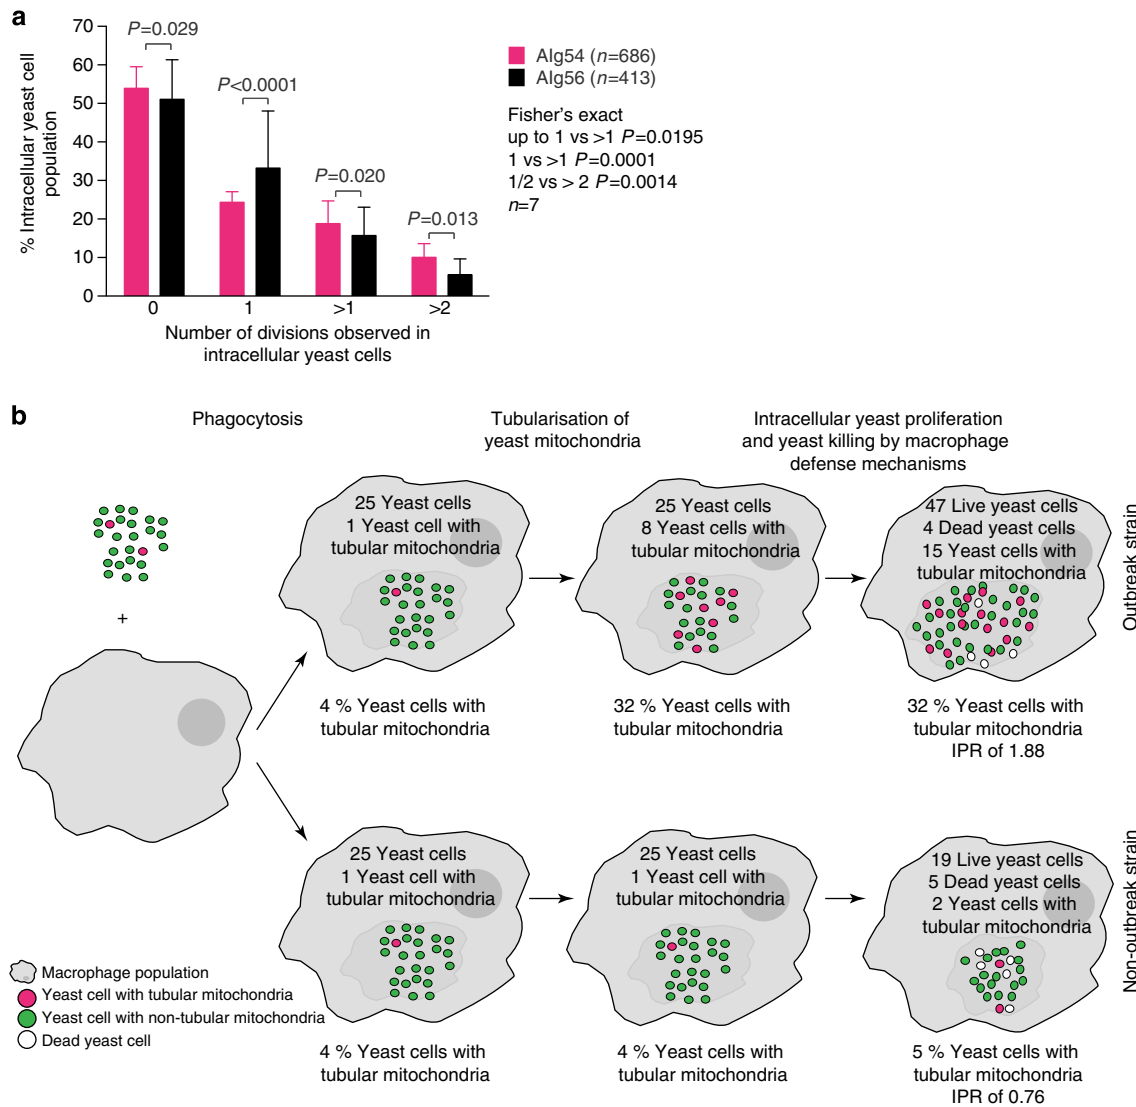 a
% Intracellular yeast cell
population
70
60
50
40
30
20
10
0
P=0.029
P<0.0001
P=0.020
P=0.013
0 1 >1 >2
Number of divisions observed in
intracellular yeast cells
AIg54 (n=686)
AIg56 (n=413)
Fisher's exact
up to 1 vs >1 P=0.0195
1 vs >1 P=0.0001
1/2 vs > 2 P=0.0014
n=7
b
Phagocytosis
Tubularisation of
yeast mitochondria
Intracellular yeast proliferation
and yeast killing by macrophage
defense mechanisms
+
25 Yeast cells
1 Yeast cell with
tubular mitochondria
4 % Yeast cells with
tubular mitochondria
25 Yeast cells
8 Yeast cells with
tubular mitochondria
32 % Yeast cells with
tubular mitochondria
47 Live yeast cells
4 Dead yeast cells
15 Yeast cells with
tubular mitochondria
32 % Yeast cells with
tubular mitochondria
IPR of 1.88
Outbreak strain
25 Yeast cells
1 Yeast cell with
tubular mitochondria
4 % Yeast cells with
tubular mitochondria
25 Yeast cells
1 Yeast cell with
tubular mitochondria
4 % Yeast cells with
tubular mitochondria
19 Live yeast cells
5 Dead yeast cells
2 Yeast cells with
tubular mitochondria
5 % Yeast cells with
tubular mitochondria
IPR of 0.76
Non-outbreak strain
Macrophage population
Yeast cell with tubular mitochondria
Yeast cell with non-tubular mitochondria
Dead yeast cell